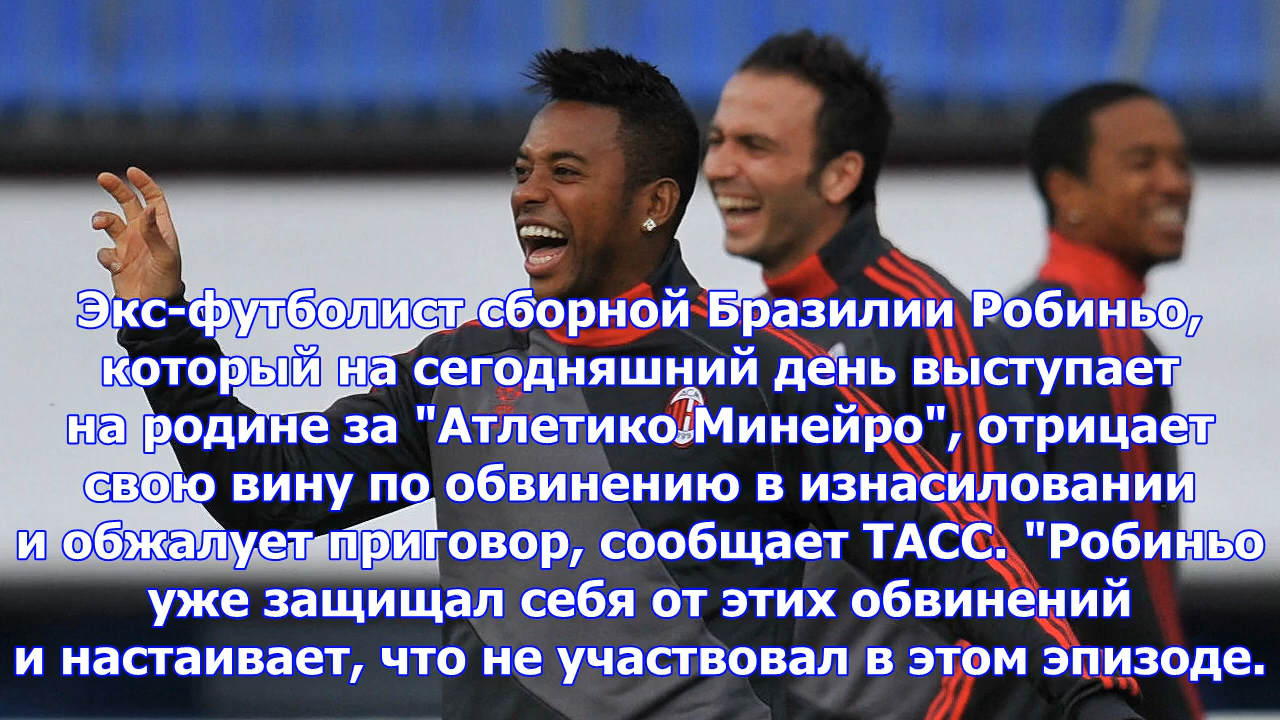 Экс-футболист сборной Бразилии Робиньо,
который на сегодняшний день выступает
на родине за "Атлетико Минейро", отрицает
свою вину по обвинению в изнасиловании
и обжалует приговор, сообщает ТАСС. "Робиньо
уже защищал себя от этих обвинений
и настаивает, что не участвовал в этом эпизоде.